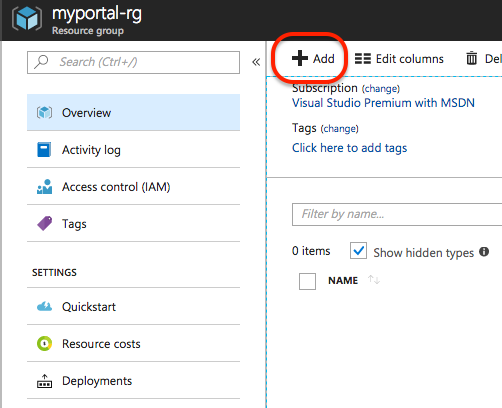 myportal-rg
Resource group
Search (Ctrl+/)
Overview
Activity log
Access control (IAM)
Tags
SETTINGS
Quickstart
Resource costs
Deployments
Add
Edit columns
Del
Subscription (change)
Visual Studio Premium with MSDN
Tags (change)
Click here to add tags
Filter by name...
0 items
Show hidden types
NAME